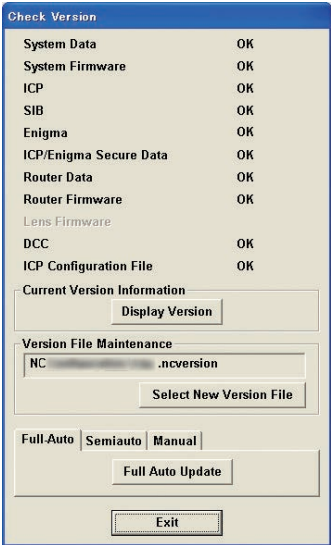 Check Version
System Data OK
System Firmware OK
ICP OK
SIB OK
Enigma OK
ICP/Enigma Secure Data OK
Router Data OK
Router Firmware OK
Lens Firmware
DCC OK
ICP Configuration File OK
Current Version Information
Display Version
Version File Maintenance
NC .ncversion
Select New Version File
Full-Auto Semiauto Manual
Full Auto Update
Exit